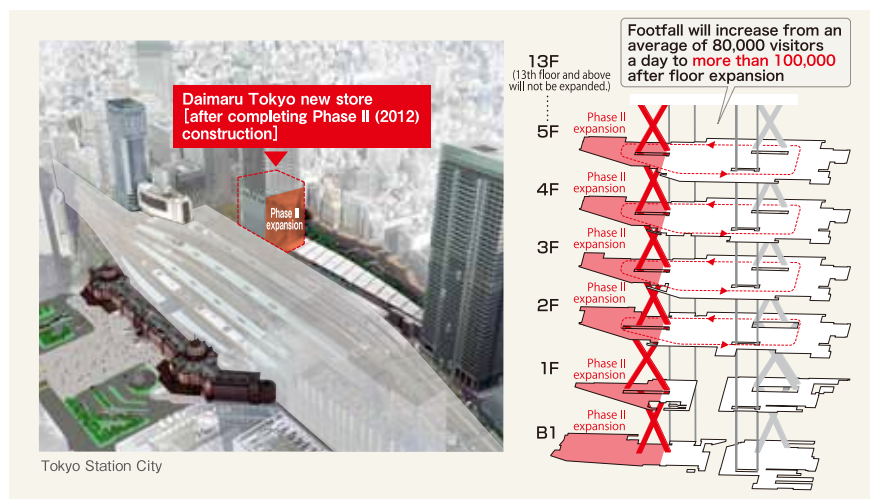 Daimaru Tokyo new store
[after completing Phase Ⅱ (2012)
construction]
Phase Ⅱ
expansion
Tokyo Station City
Footfall will increase from an
average of 80,000 visitors
a day to more than 100,000
after floor expansion
13F
(13th floor and above
will not be expanded.)
5F
Phase Ⅱ
expansion
4F
Phase Ⅱ
expansion
3F
Phase Ⅱ
expansion
2F
Phase Ⅱ
expansion
1F
Phase Ⅱ
expansion
B1
Phase Ⅱ
expansion